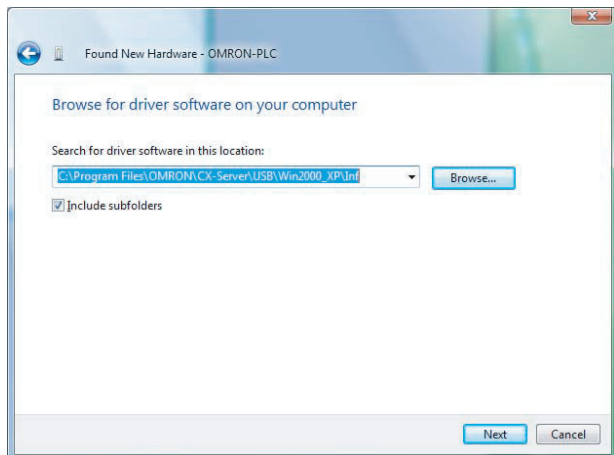 Found New Hardware - OMRON-PLC
Browse for driver software on your computer
Search for driver software in this location:
C:\Program Files\OMRON\CX-Server\USB\Win2000_XP\Inf
Browse...
Include subfolders
Next
Cancel